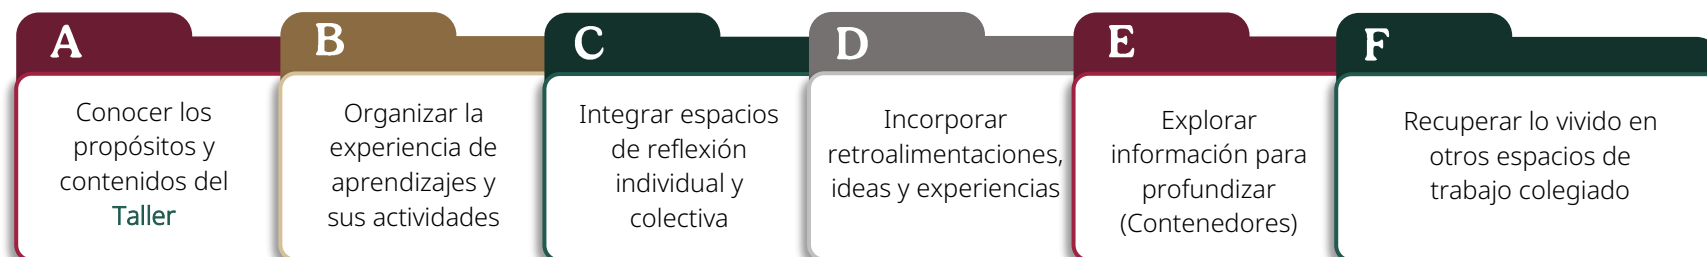 A
Conocer los
propósitos y
contenidos del
Taller
B
Organizar la
experiencia de
aprendizajes y
sus actividades
C
Integrar espacios
de reflexión
individual y
colectiva
D
Incorporar
retroalimentaciones,
ideas y experiencias
E
Explorar
información para
profundizar
(Contenedores)
F
Recuperar lo vivido en
otros espacios de
trabajo colegiado